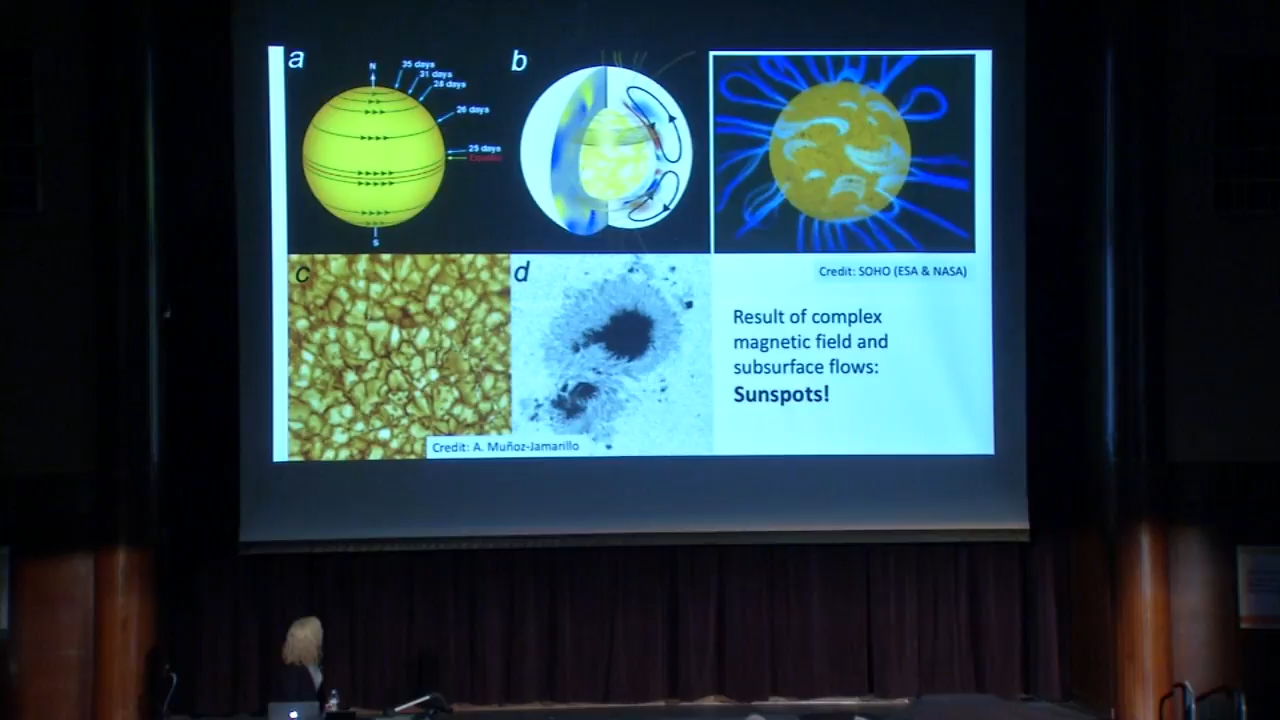 a
N
35 days
31 days
28 days
26 days
25 days
Equator
S
b
Credit: SOHO (ESA & NASA)
c
d
Credit: A. Muñoz-Jamarillo
Result of complex
magnetic field and
subsurface flows:
Sunspots!